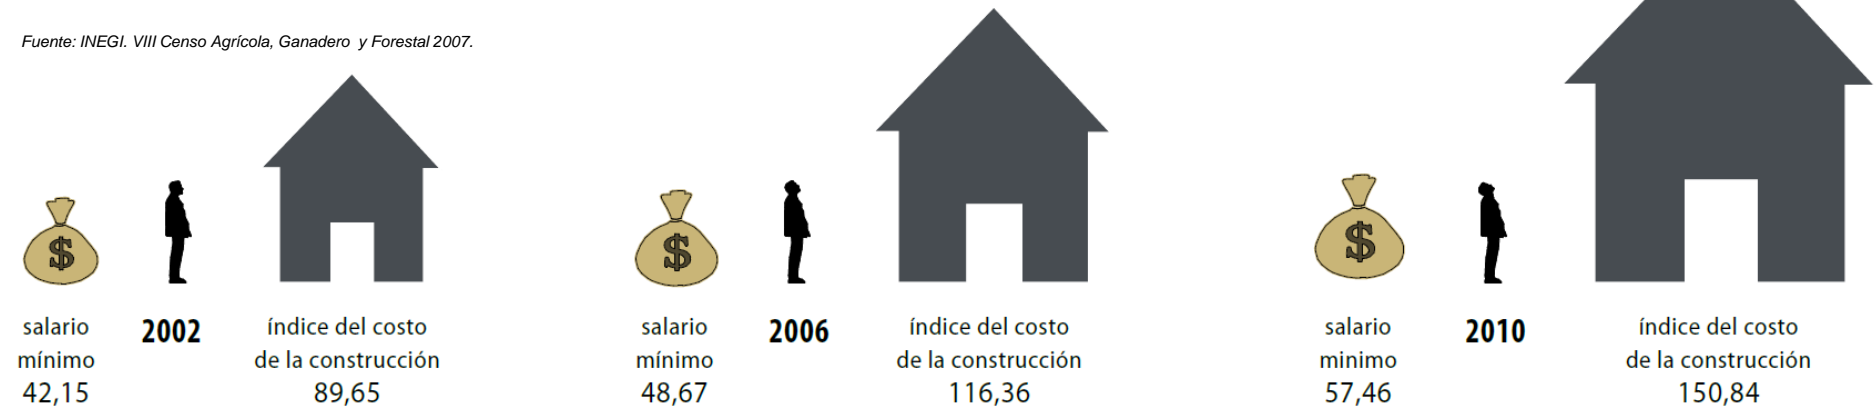 Fuente: INEGI. VIII Censo Agrícola, Ganadero y Forestal 2007.
$
salario
mínimo
42,15
2002
índice del costo
de la construcción
89,65
$
salario
mínimo
48,67
2006
índice del costo
de la construcción
116,36
$
salario
minimo
57,46
2010
índice del costo
de la construcción
150,84